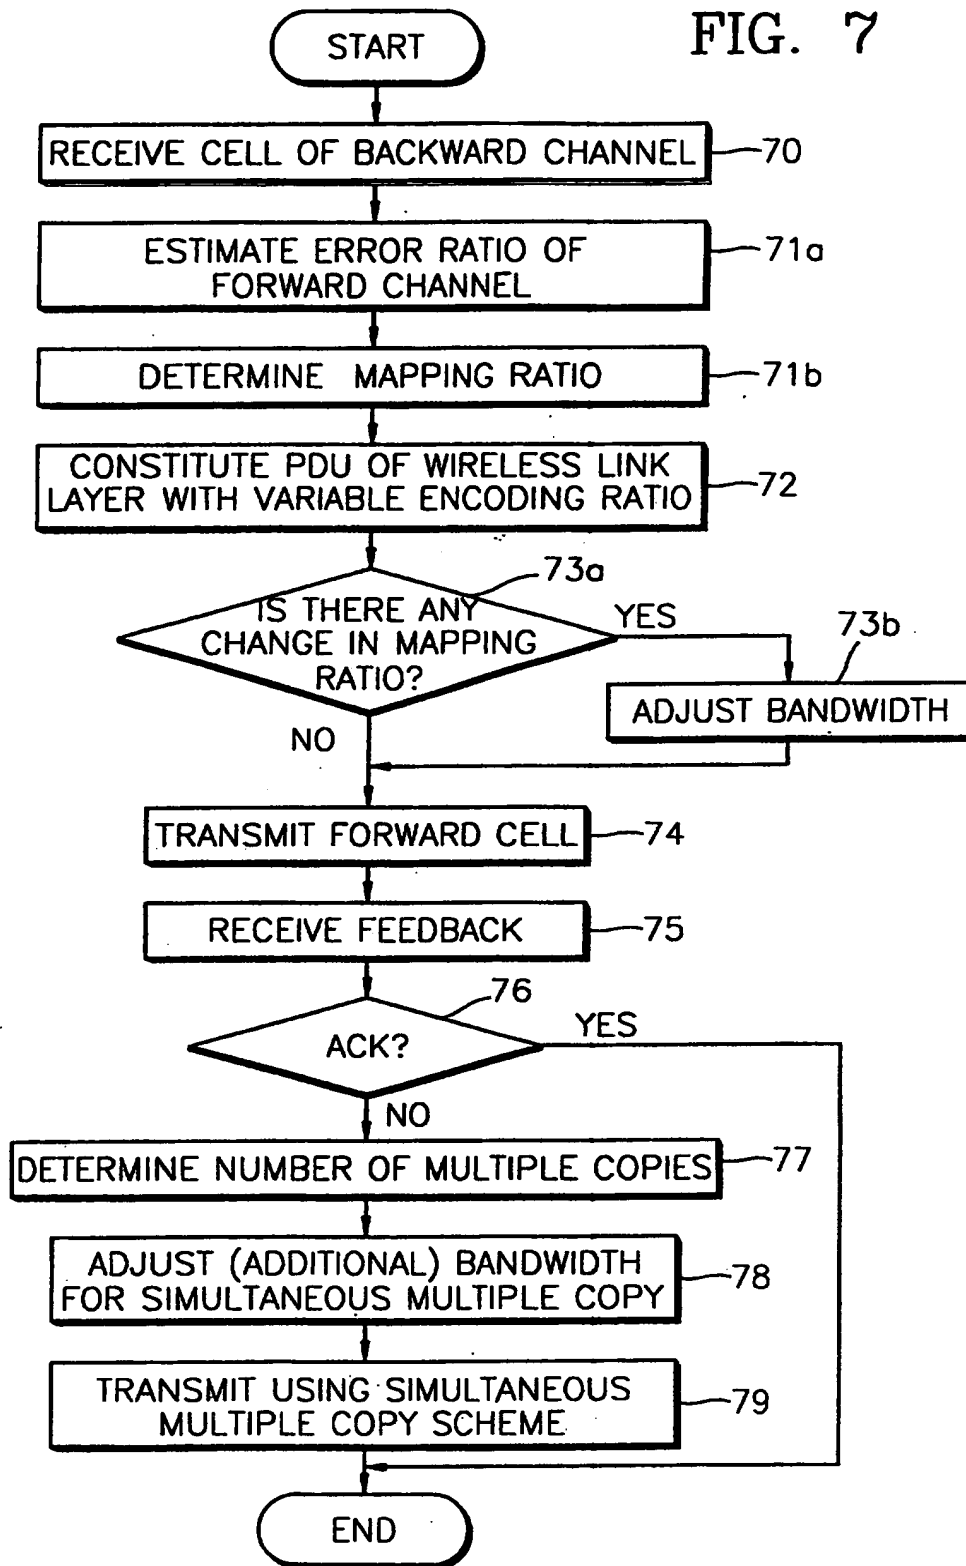 FIG. 7
START
RECEIVE CELL OF BACKWARD CHANNEL
70
ESTIMATE ERROR RATIO OF
FORWARD CHANNEL
71a
DETERMINE MAPPING RATIO
71b
CONSTITUTE PDU OF WIRELESS LINK
LAYER WITH VARIABLE ENCODING RATIO
72
73a
IS THERE ANY
CHANGE IN MAPPING
RATIO?
YES
73b
ADJUST BANDWIDTH
NO
TRANSMIT FORWARD CELL
74
RECEIVE FEEDBACK
75
76
ACK?
YES
NO
DETERMINE NUMBER OF MULTIPLE COPIES
77
ADJUST (ADDITIONAL) BANDWIDTH
FOR SIMULTANEOUS MULTIPLE COPY
78
TRANSMIT USING SIMULTANEOUS
MULTIPLE COPY SCHEME
79
END